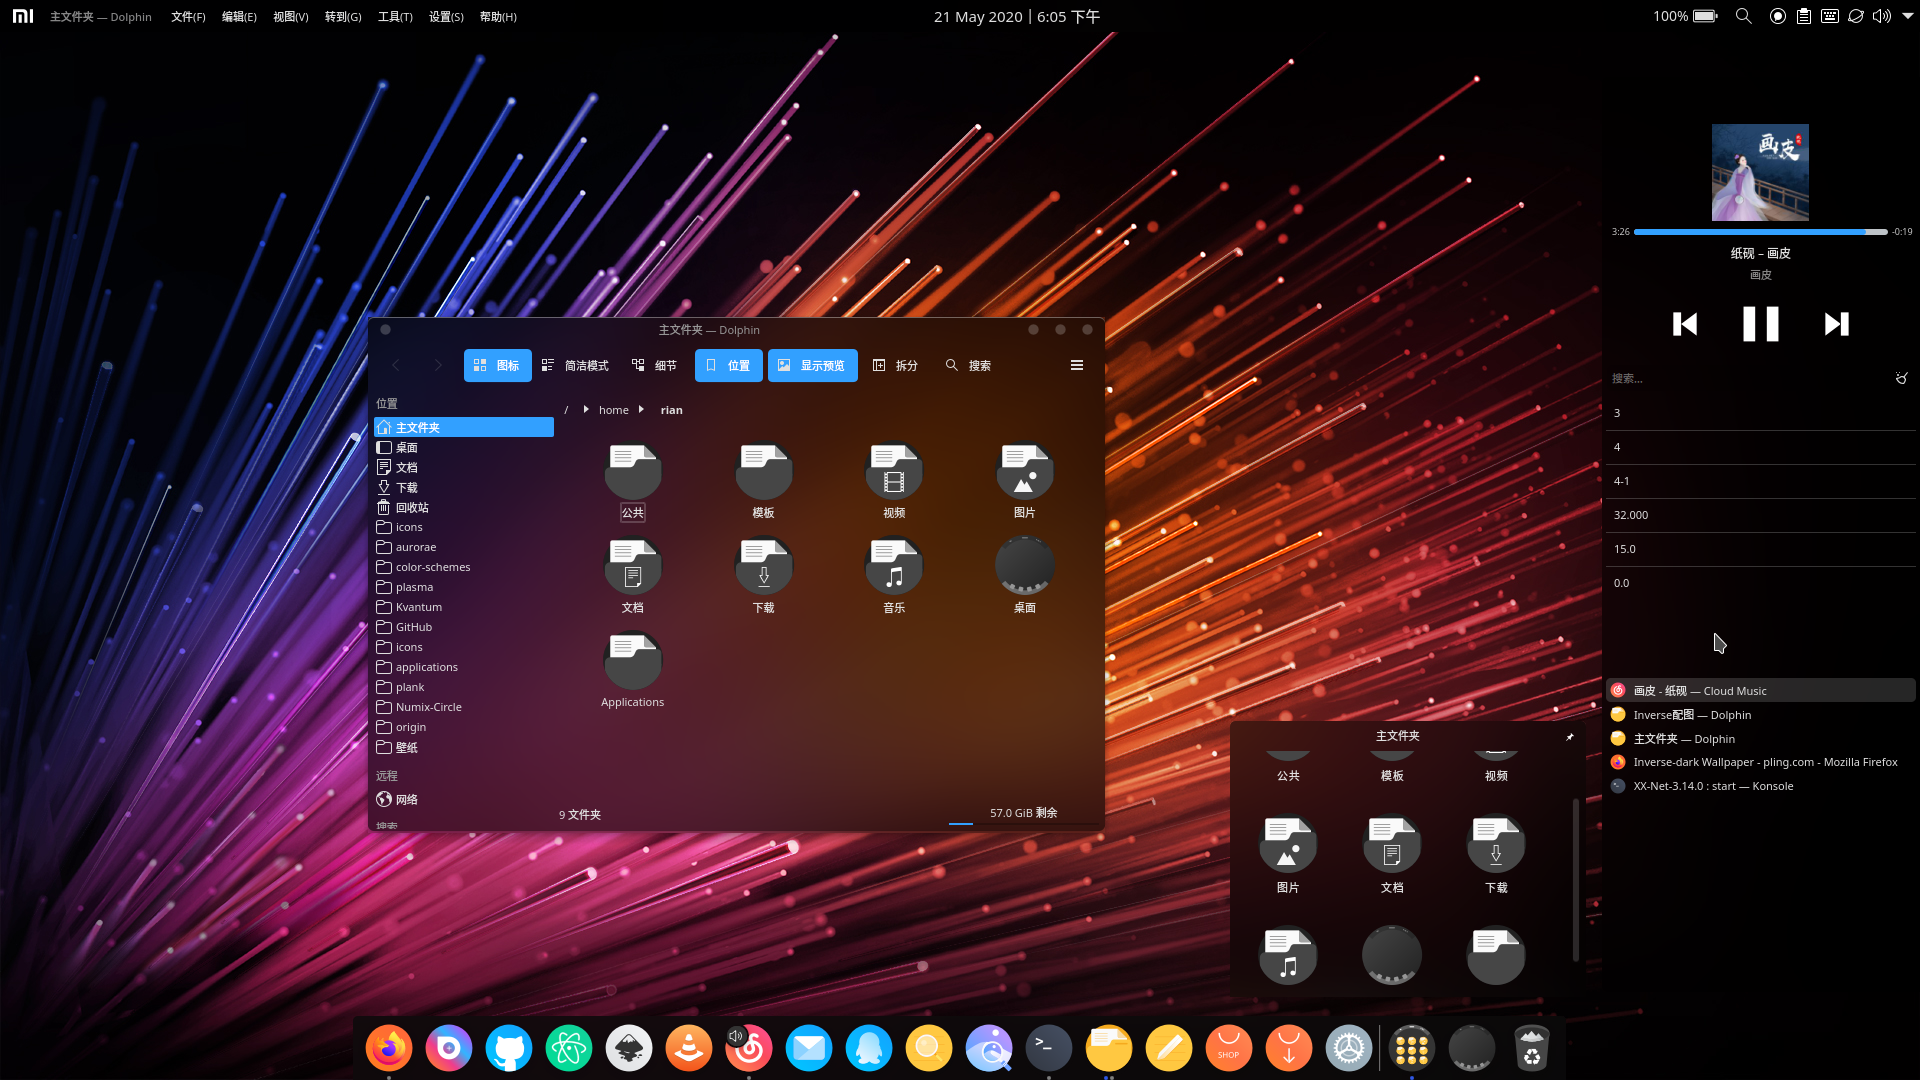 主文件夹 — Dolphin 文件(F) 编辑(E) 视图(V) 转到(G) 工具(T) 设置(S) 帮助(H)
21 May 2020 | 6:05 下午
100%
画皮
3:26
-0:19
纸砚 – 画皮
画皮
搜索...
3
4
4-1
32.000
15.0
0.0
画皮 - 纸砚 — Cloud Music
Inverse配图 — Dolphin
主文件夹 — Dolphin
Inverse-dark Wallpaper - pling.com - Mozilla Firefox
XX-Net-3.14.0 : start — Konsole
主文件夹 — Dolphin
图标 简洁模式 细节 位置 显示预览 拆分 搜索
位置
主文件夹
桌面
文档
下载
回收站
icons
aurorae
color-schemes
plasma
Kvantum
GitHub
icons
applications
plank
Numix-Circle
origin
壁纸
远程
网络
搜索
/ home rian
公共 模板 视频 图片
文档 下载 音乐 桌面
Applications
9 文件夹
57.0 GiB 剩余
主文件夹
公共 模板 视频
图片 文档 下载
SHOP